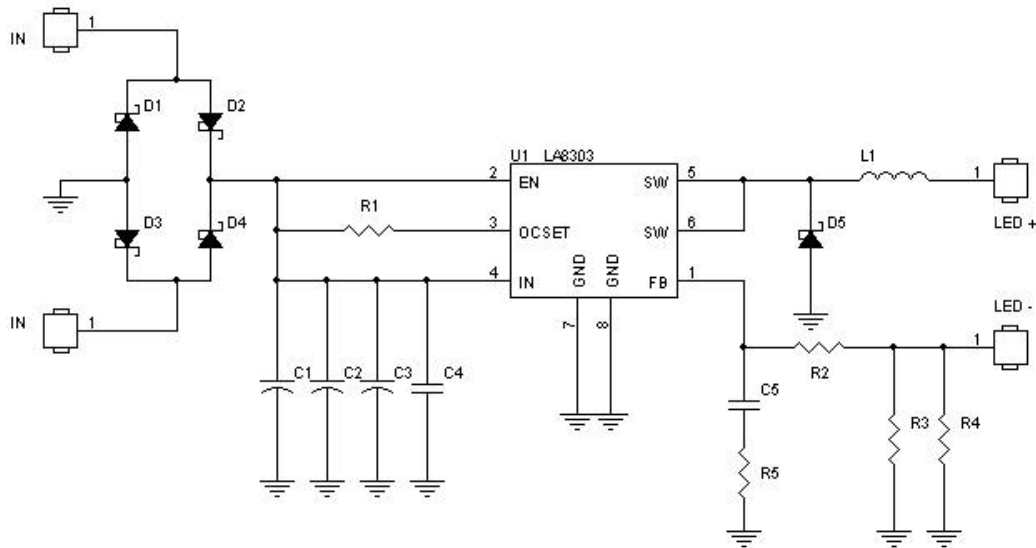 IN
1
D1
D2
D3
D4
IN
1
R1
C1
C2
C3
C4
U1 LA8303
2
EN
3
OCSET
4
IN
SW
5
SW
6
FB
1
GND
GND
7
8
L1
1
LED +
D5
LED -
1
R2
C5
R5
R3
R4